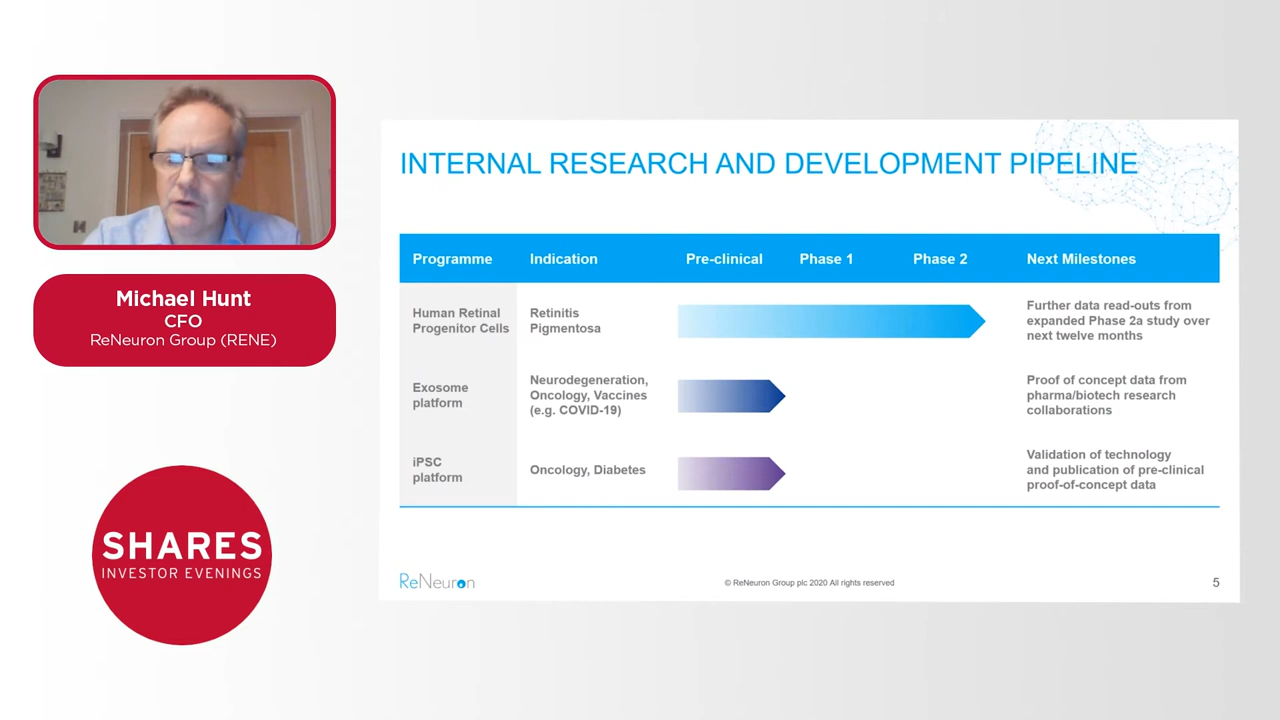 Michael Hunt
CFO
ReNeuron Group (RENE)
SHARES
INVESTOR EVENINGS
INTERNAL RESEARCH AND DEVELOPMENT PIPELINE
Programme Indication Pre-clinical Phase 1 Phase 2 Next Milestones
Human Retinal
Progenitor Cells
Retinitis
Pigmentosa
Further data read-outs from
expanded Phase 2a study over
next twelve months
Exosome
platform
Neurodegeneration,
Oncology, Vaccines
(e.g. COVID-19)
Proof of concept data from
pharma/biotech research
collaborations
iPSC
platform
Oncology, Diabetes
Validation of technology
and publication of pre-clinical
proof-of-concept data
ReNeuron
© ReNeuron Group plc 2020 All rights reserved
5